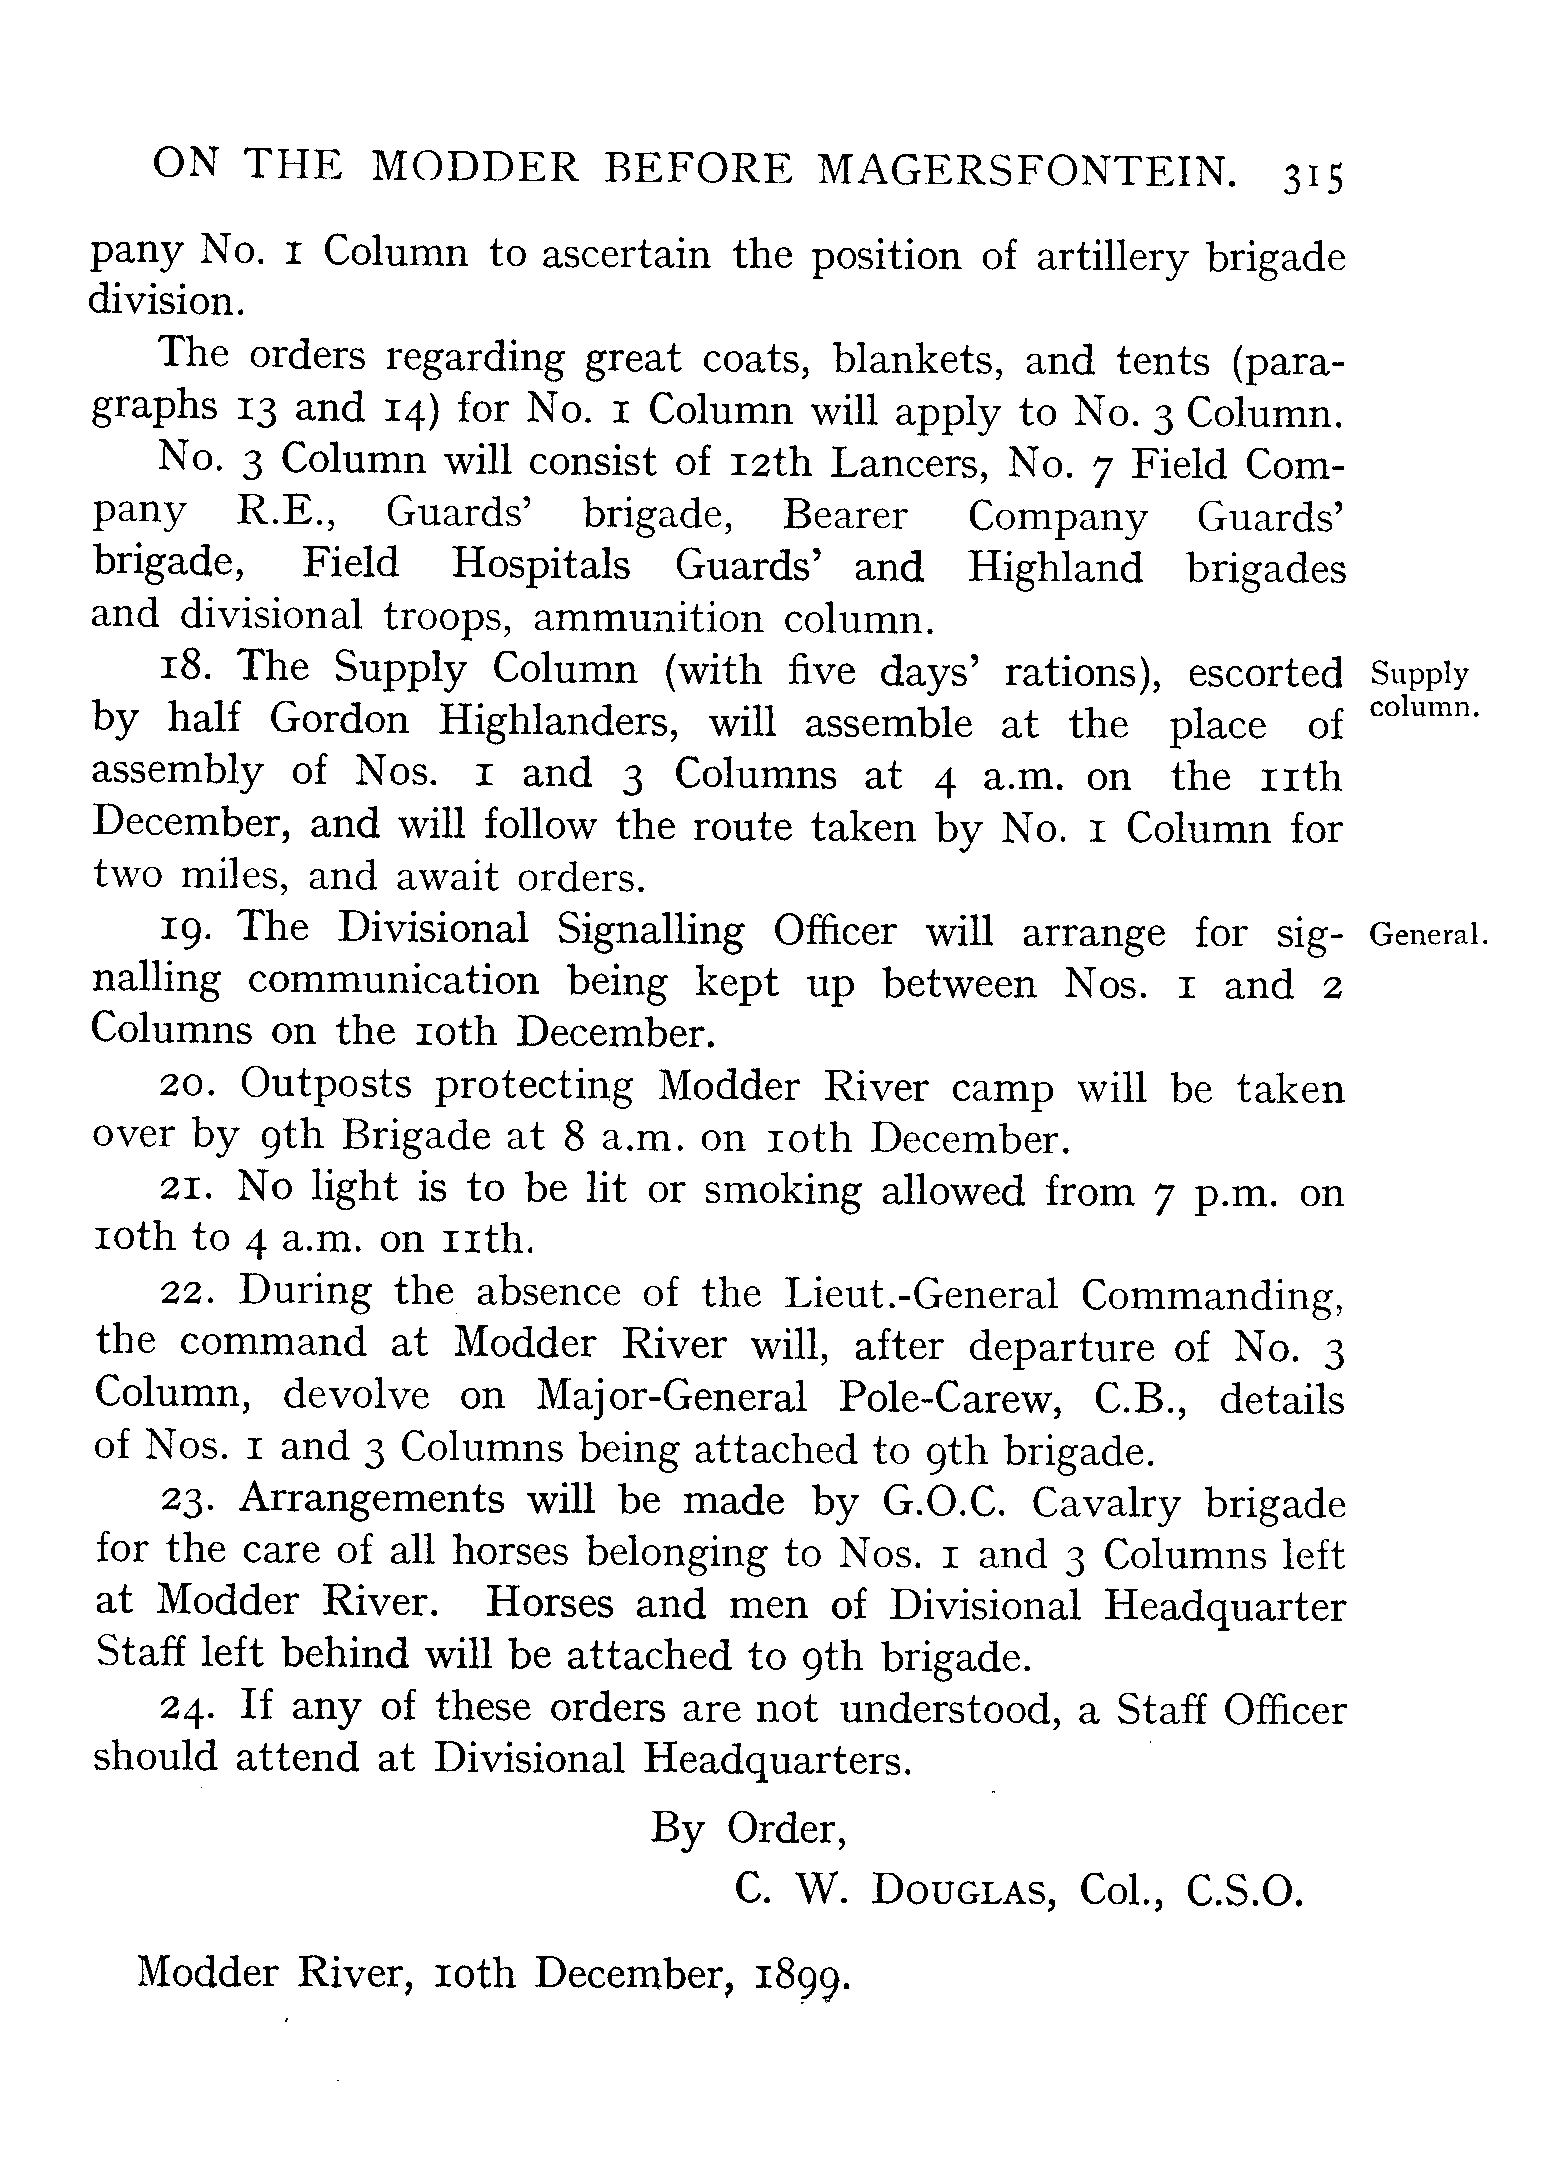 ON THE MODDER BEFORE MAGERSFONTEIN. 315
pany No. 1 Column to ascertain the position of artillery brigade
division.
The orders regarding great coats, blankets, and tents (para-
graphs 13 and 14) for No. 1 Column will apply to No. 3 Column.
No. 3 Column will consist of 12th Lancers, No. 7 Field Com-
pany R.E., Guards' brigade, Bearer Company Guards'
brigade, Field Hospitals Guards' and Highland brigades
and divisional troops, ammunition column.
18. The Supply Column (with five days' rations), escorted
by half Gordon Highlanders, will assemble at the place of
assembly of Nos. 1 and 3 Columns at 4 a.m. on the 11th
December, and will follow the route taken by No. 1 Column for
two miles, and await orders.
Supply
column.
19. The Divisional Signalling Officer will arrange for sig-
nalling communication being kept up between Nos. 1 and 2
Columns on the 10th December.
General.
20. Outposts protecting Modder River camp will be taken
over by 9th Brigade at 8 a.m. on 10th December.
21. No light is to be lit or smoking allowed from 7 p.m. on
10th to 4 a.m. on 11th.
22. During the absence of the Lieut.-General Commanding,
the command at Modder River will, after departure of No. 3
Column, devolve on Major-General Pole-Carew, C.B., details
of Nos. 1 and 3 Columns being attached to 9th brigade.
23. Arrangements will be made by G.O.C. Cavalry brigade
for the care of all horses belonging to Nos. 1 and 3 Columns left
at Modder River. Horses and men of Divisional Headquarter
Staff left behind will be attached to 9th brigade.
24. If any of these orders are not understood, a Staff Officer
should attend at Divisional Headquarters.
By Order,
C. W. DOUGLAS, Col., C.S.O.
Modder River, 10th December, 1899.